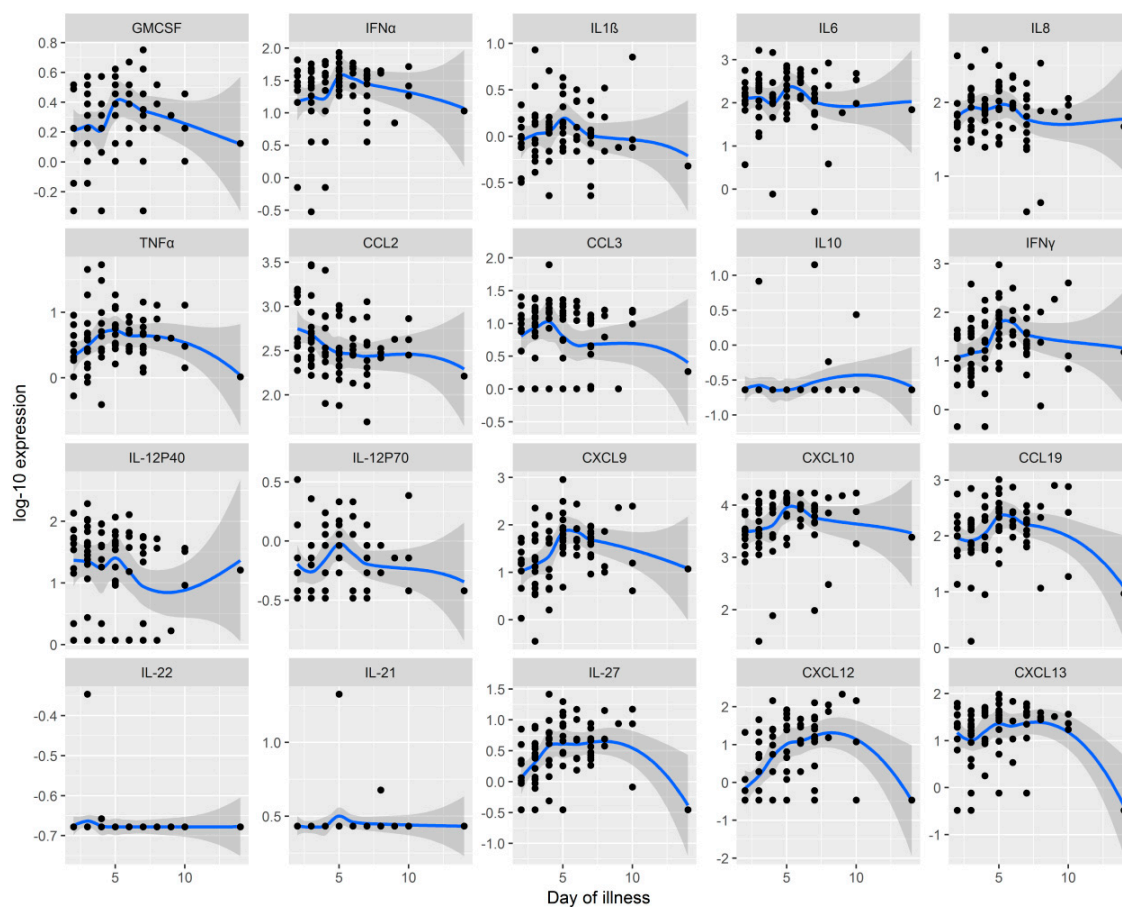 GMCSF IFNα IL1ß IL6 IL8
0.8 0.6 0.4 0.2 0.0 -0.2
2.0 1.5 1.0 0.5 0.0 -0.5
1.0 0.5 0.0 -0.5
3 2 1 0
3 2 1
TNFα CCL2 CCL3 IL10 IFNγ
1 0
3.5 3.0 2.5 2.0
2.0 1.5 1.0 0.5 0.0 -0.5
1.0 0.5 0.0 -0.5 -1.0
3 2 1 0
IL-12P40 IL-12P70 CXCL9 CXCL10 CCL19
3 2 1 0
0.5 0.0 -0.5
3 2 1 0
4 3 2
3 2 1 0
IL-22 IL-21 IL-27 CXCL12 CXCL13
-0.4 -0.5 -0.6 -0.7
1.0 0.5
1.5 1.0 0.5 0.0 -0.5 -1.0
2 1 0 -1 -2
2 1 0 -1
5 10 5 10 5 10 5 10 5 10
Day of illness
log-10 expression